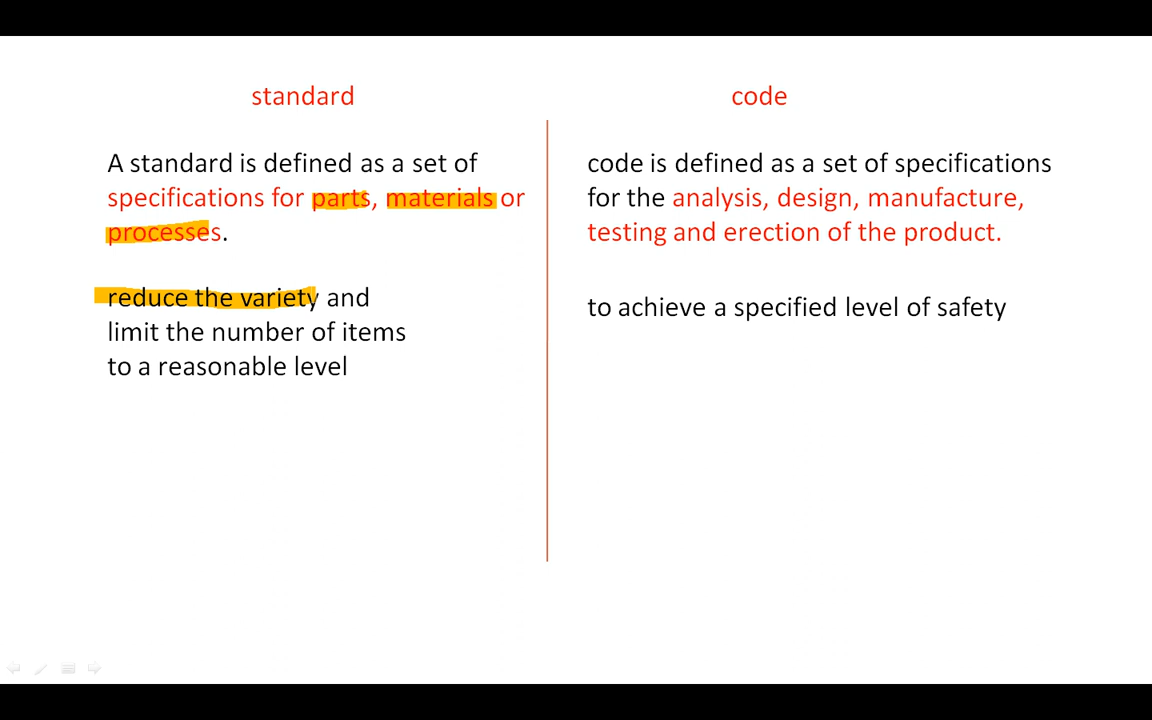 standard
A standard is defined as a set of
specifications for parts, materials or
processes.
reduce the variety and
limit the number of items
to a reasonable level
code
code is defined as a set of specifications
for the analysis, design, manufacture,
testing and erection of the product.
to achieve a specified level of safety